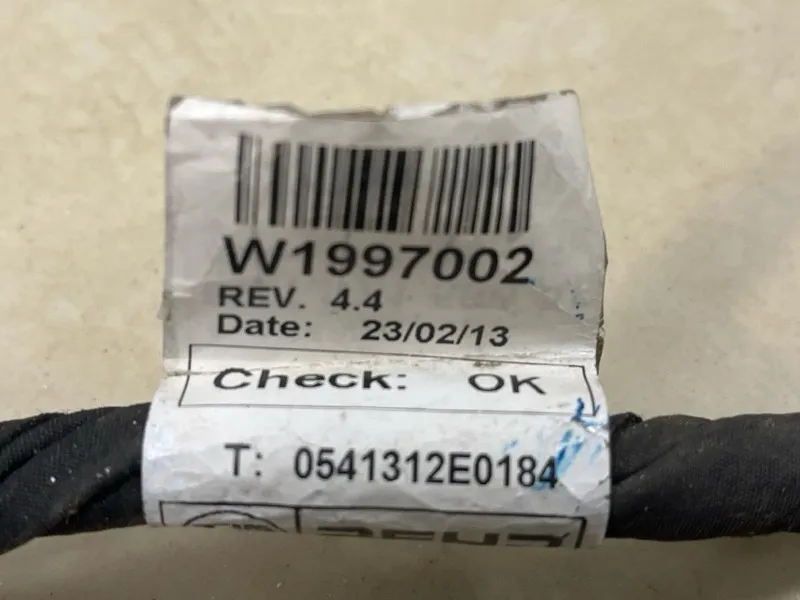 W1997002
REV. 4.4
Date: 23/02/13
Check: OK
T: 0541312E0184